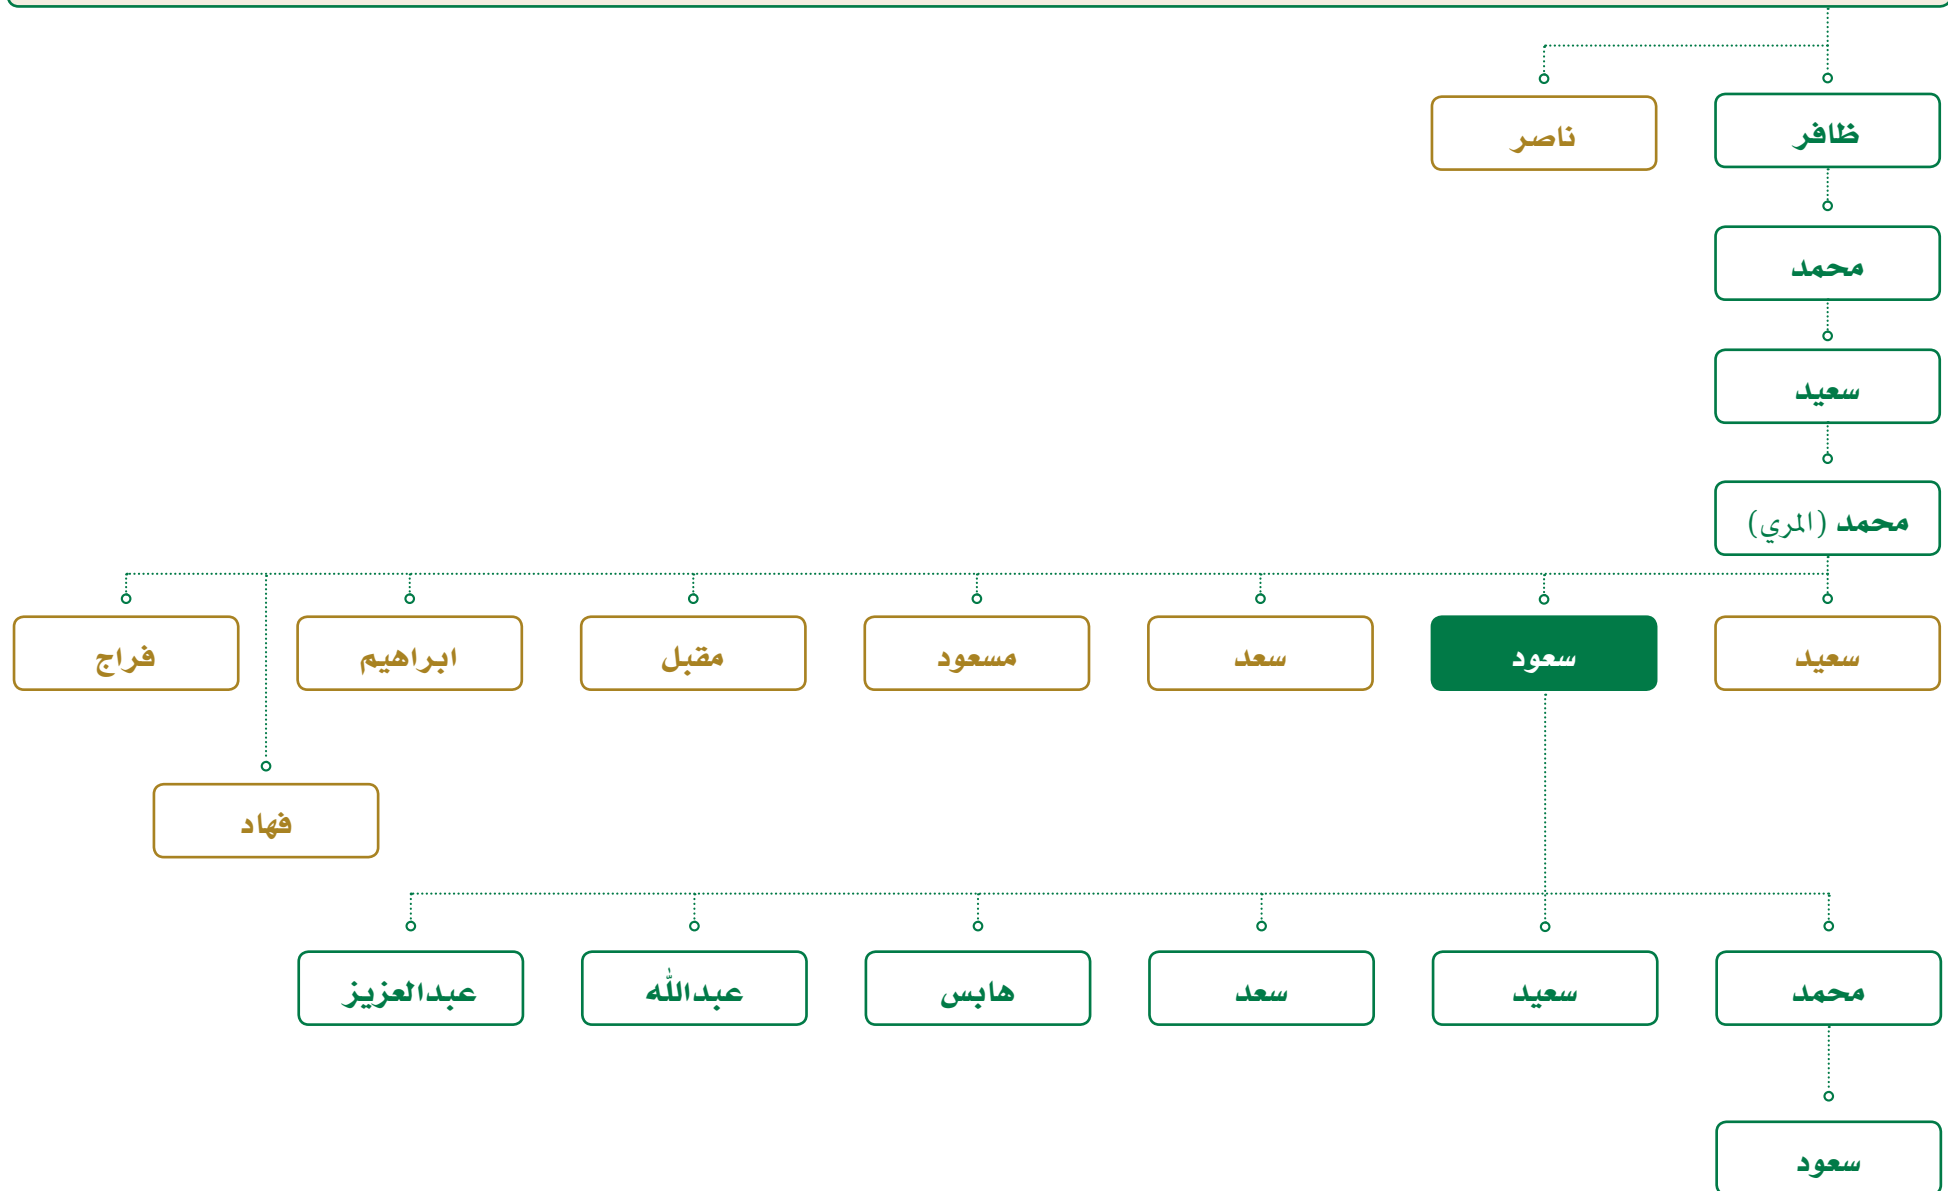 ظافر
ناصر
محمد
سعيد
محمد (المري)
سعيد
سعود
سعد
مسعود
مقبل
ابراهيم
فراج
فهاد
محمد
سعيد
سعد
هابس
عبدالله
عبدالعزيز
سعود